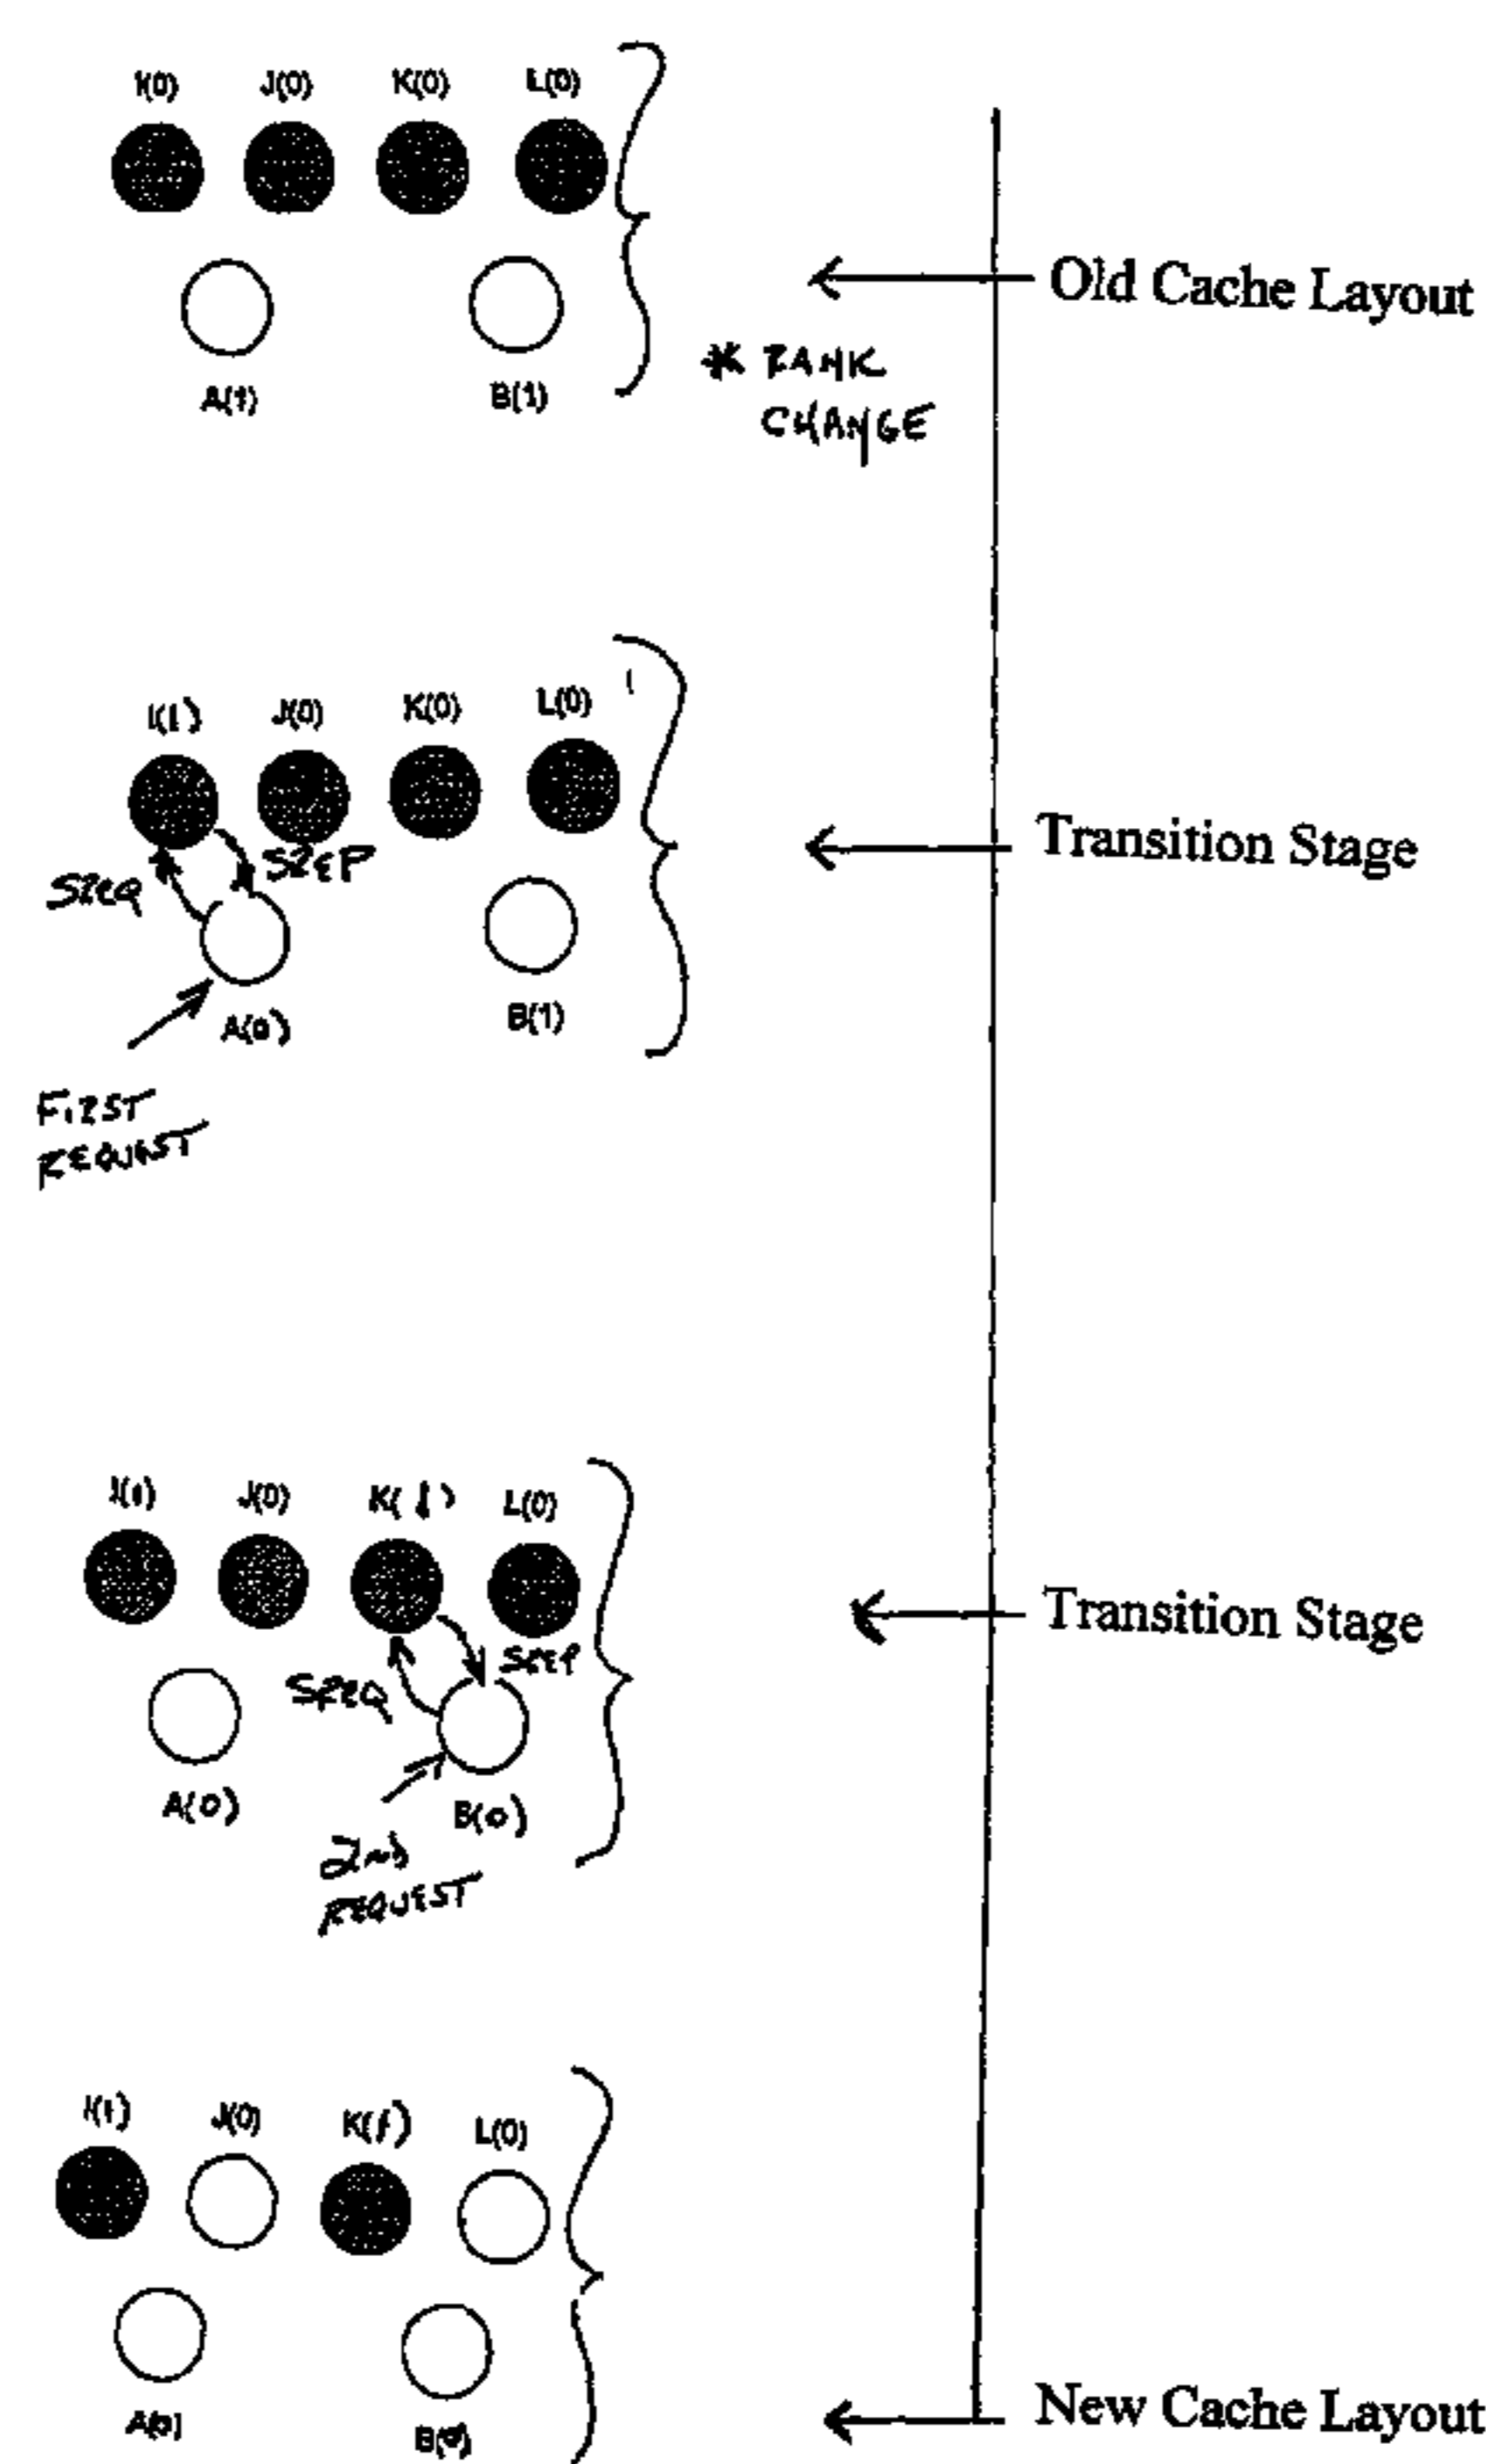 I(0) J(0) K(0) L(0)
A(1) B(1)
Old Cache Layout
* RANK
CHANGE
I(1) J(0) K(0) L(0)
Transition Stage
SREQ SREP
A(0) B(1)
FIRST
REQUEST
I(1) J(0) K(1) L(0)
Transition Stage
SREQ SREP
A(0) B(0)
2ND
REQUEST
I(1) J(0) K(1) L(0)
A(0) B(0)
New Cache Layout